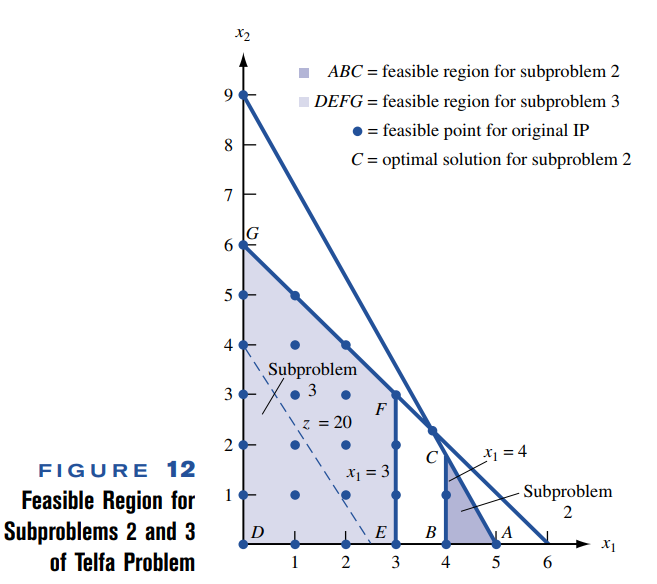 x2
ABC = feasible region for subproblem 2
DEFG = feasible region for subproblem 3
= feasible point for original IP
C = optimal solution for subproblem 2
9
8
7
G
6
5
4
Subproblem
3
3
F
z = 20
2
C
x1 = 4
x1 = 3
Subproblem
2
1
D
E
B
A
x1
1
2
3
4
5
6
FIGURE 12
Feasible Region for
Subproblems 2 and 3
of Telfa Problem